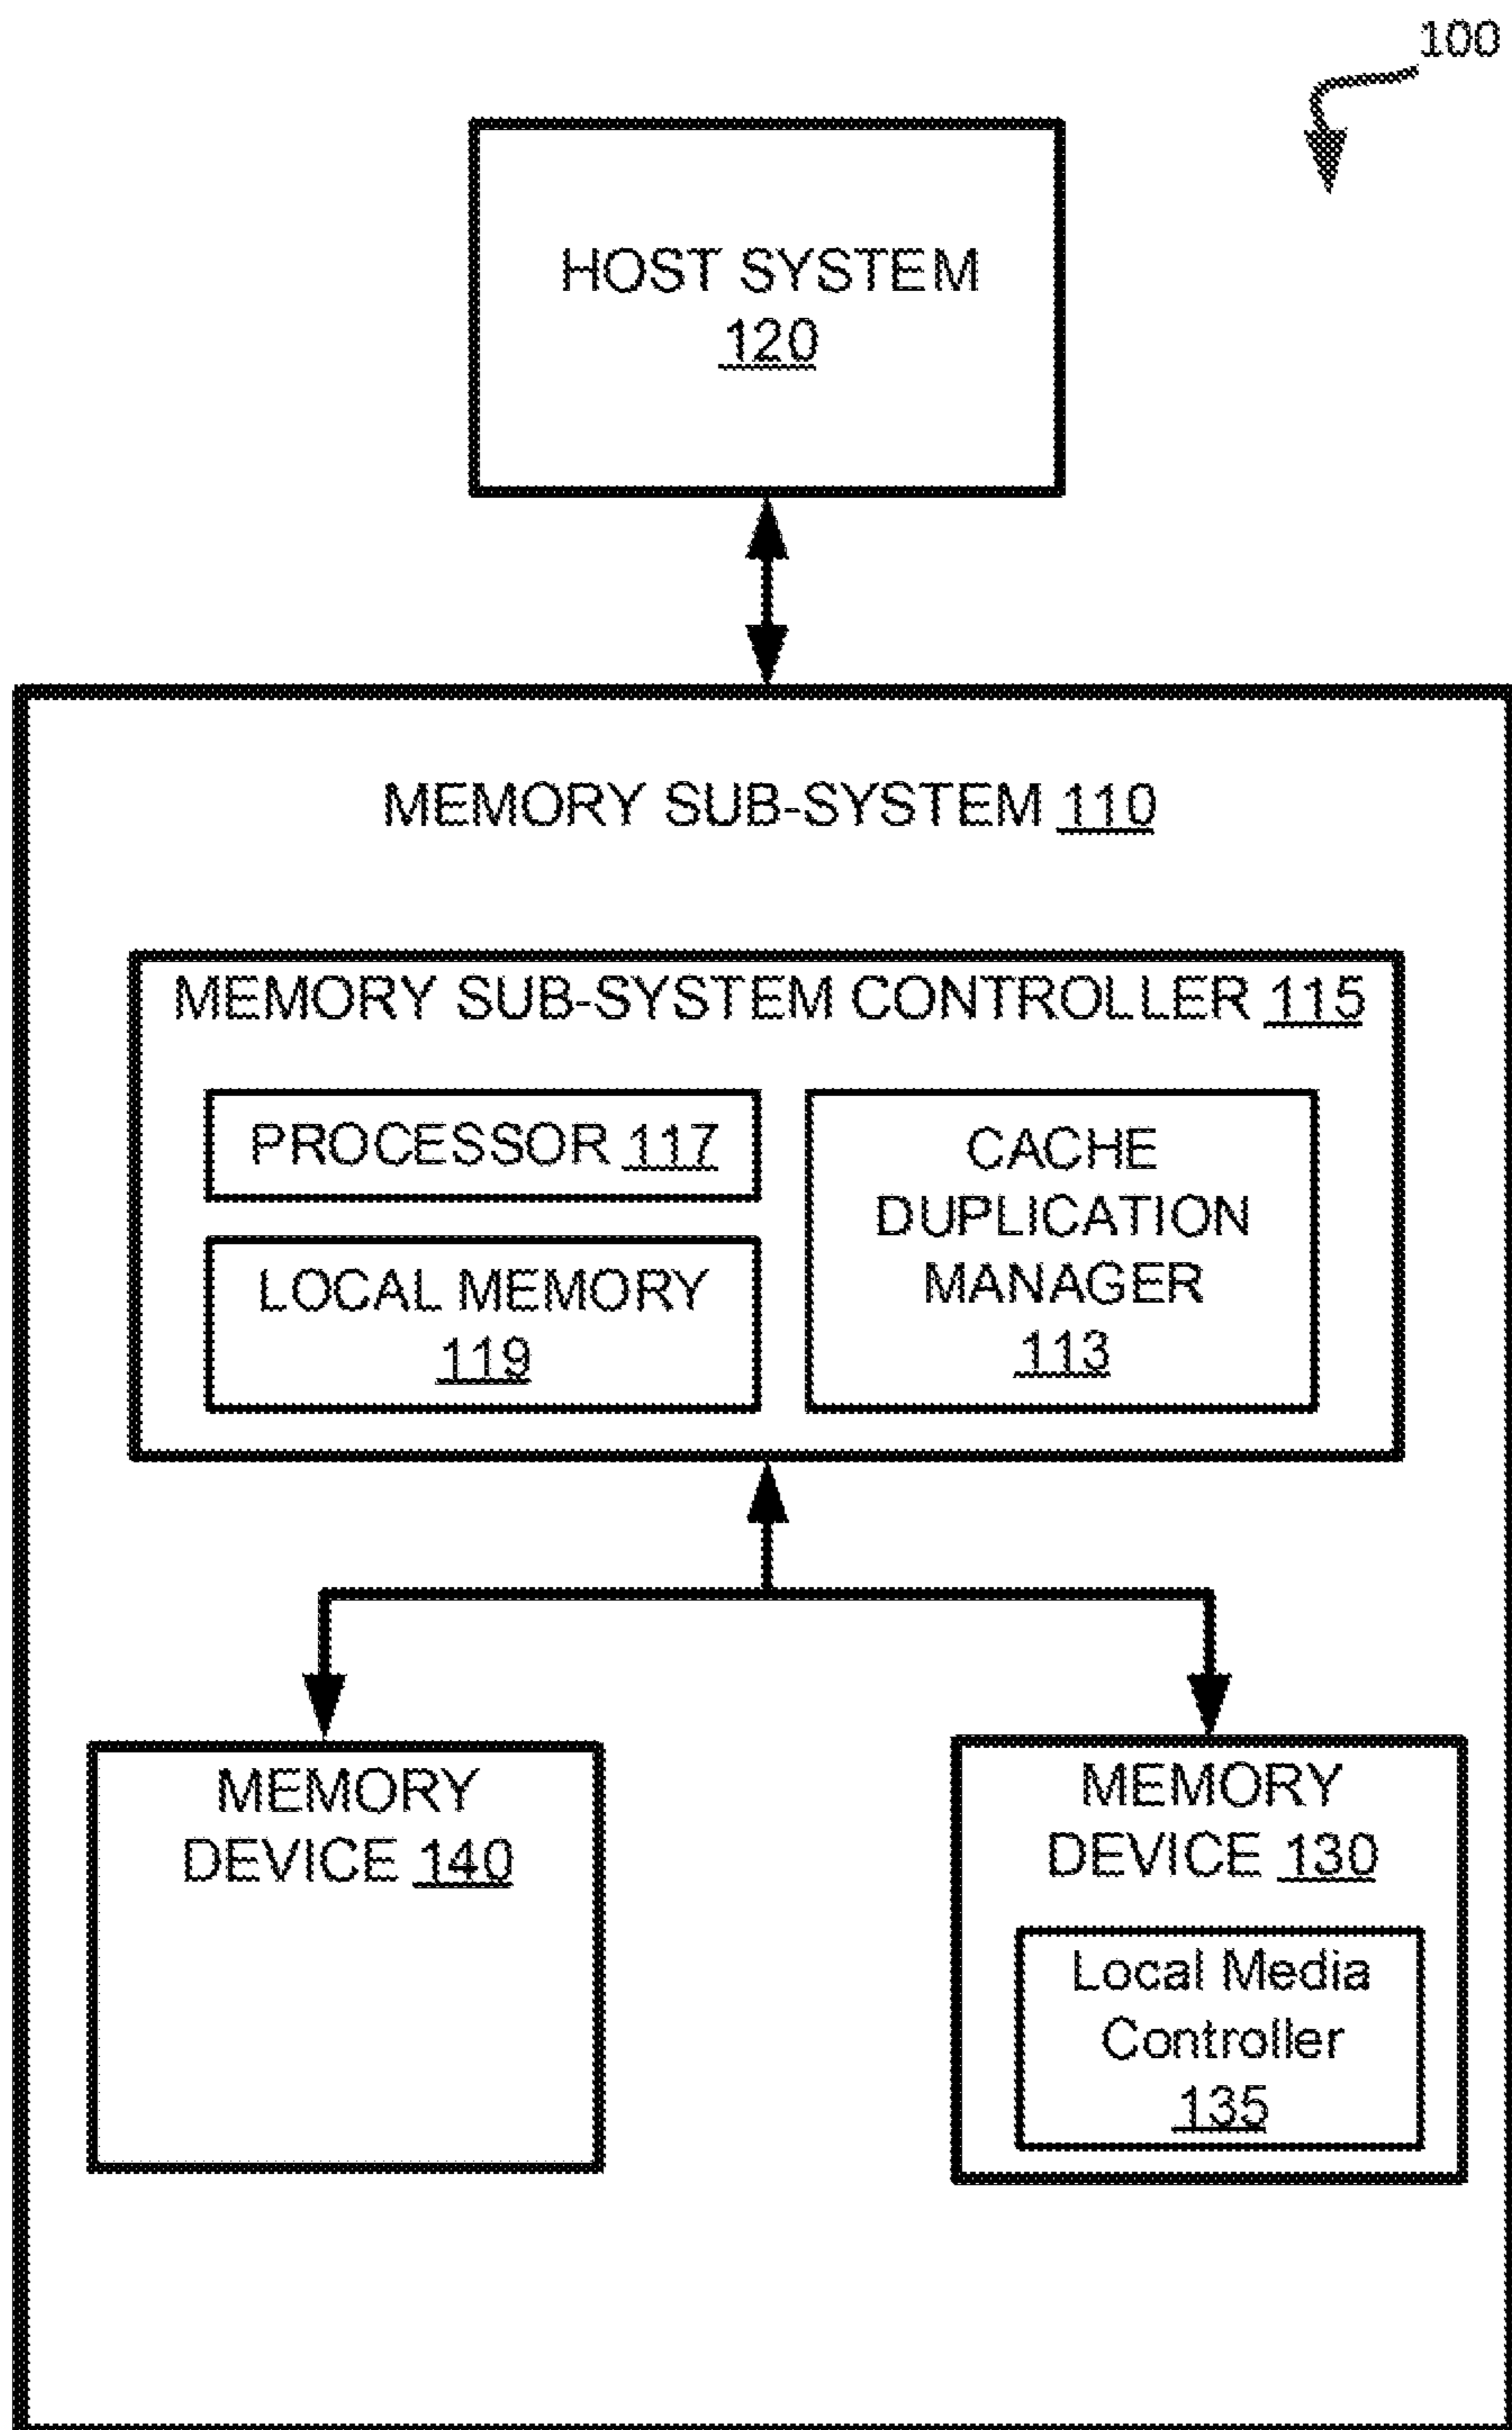 100
HOST SYSTEM
120
MEMORY SUB-SYSTEM 110
MEMORY SUB-SYSTEM CONTROLLER 115
PROCESSOR 117
LOCAL MEMORY
119
CACHE
DUPLICATION
MANAGER
113
MEMORY
DEVICE 140
MEMORY
DEVICE 130
Local Media
Controller
135